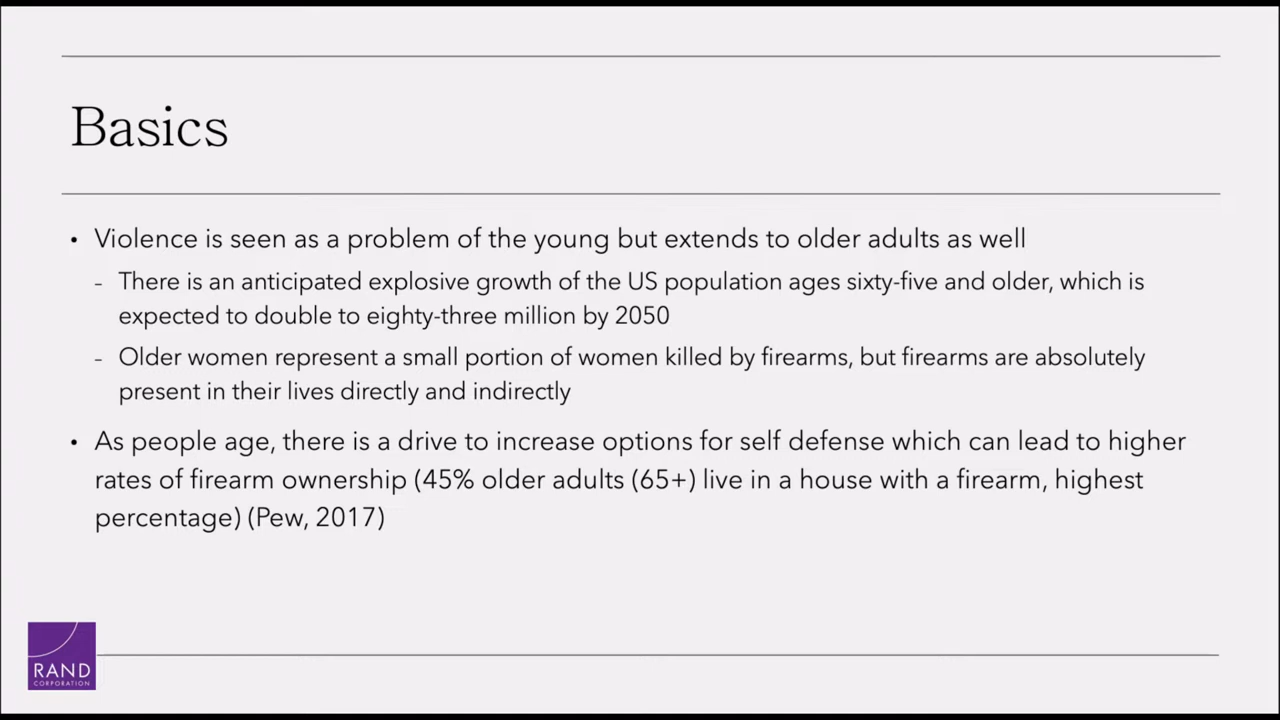 Basics
• Violence is seen as a problem of the young but extends to older adults as well
– There is an anticipated explosive growth of the US population ages sixty-five and older, which is
expected to double to eighty-three million by 2050
– Older women represent a small portion of women killed by firearms, but firearms are absolutely
present in their lives directly and indirectly
• As people age, there is a drive to increase options for self defense which can lead to higher
rates of firearm ownership (45% older adults (65+) live in a house with a firearm, highest
percentage) (Pew, 2017)
RAND
CORPORATION